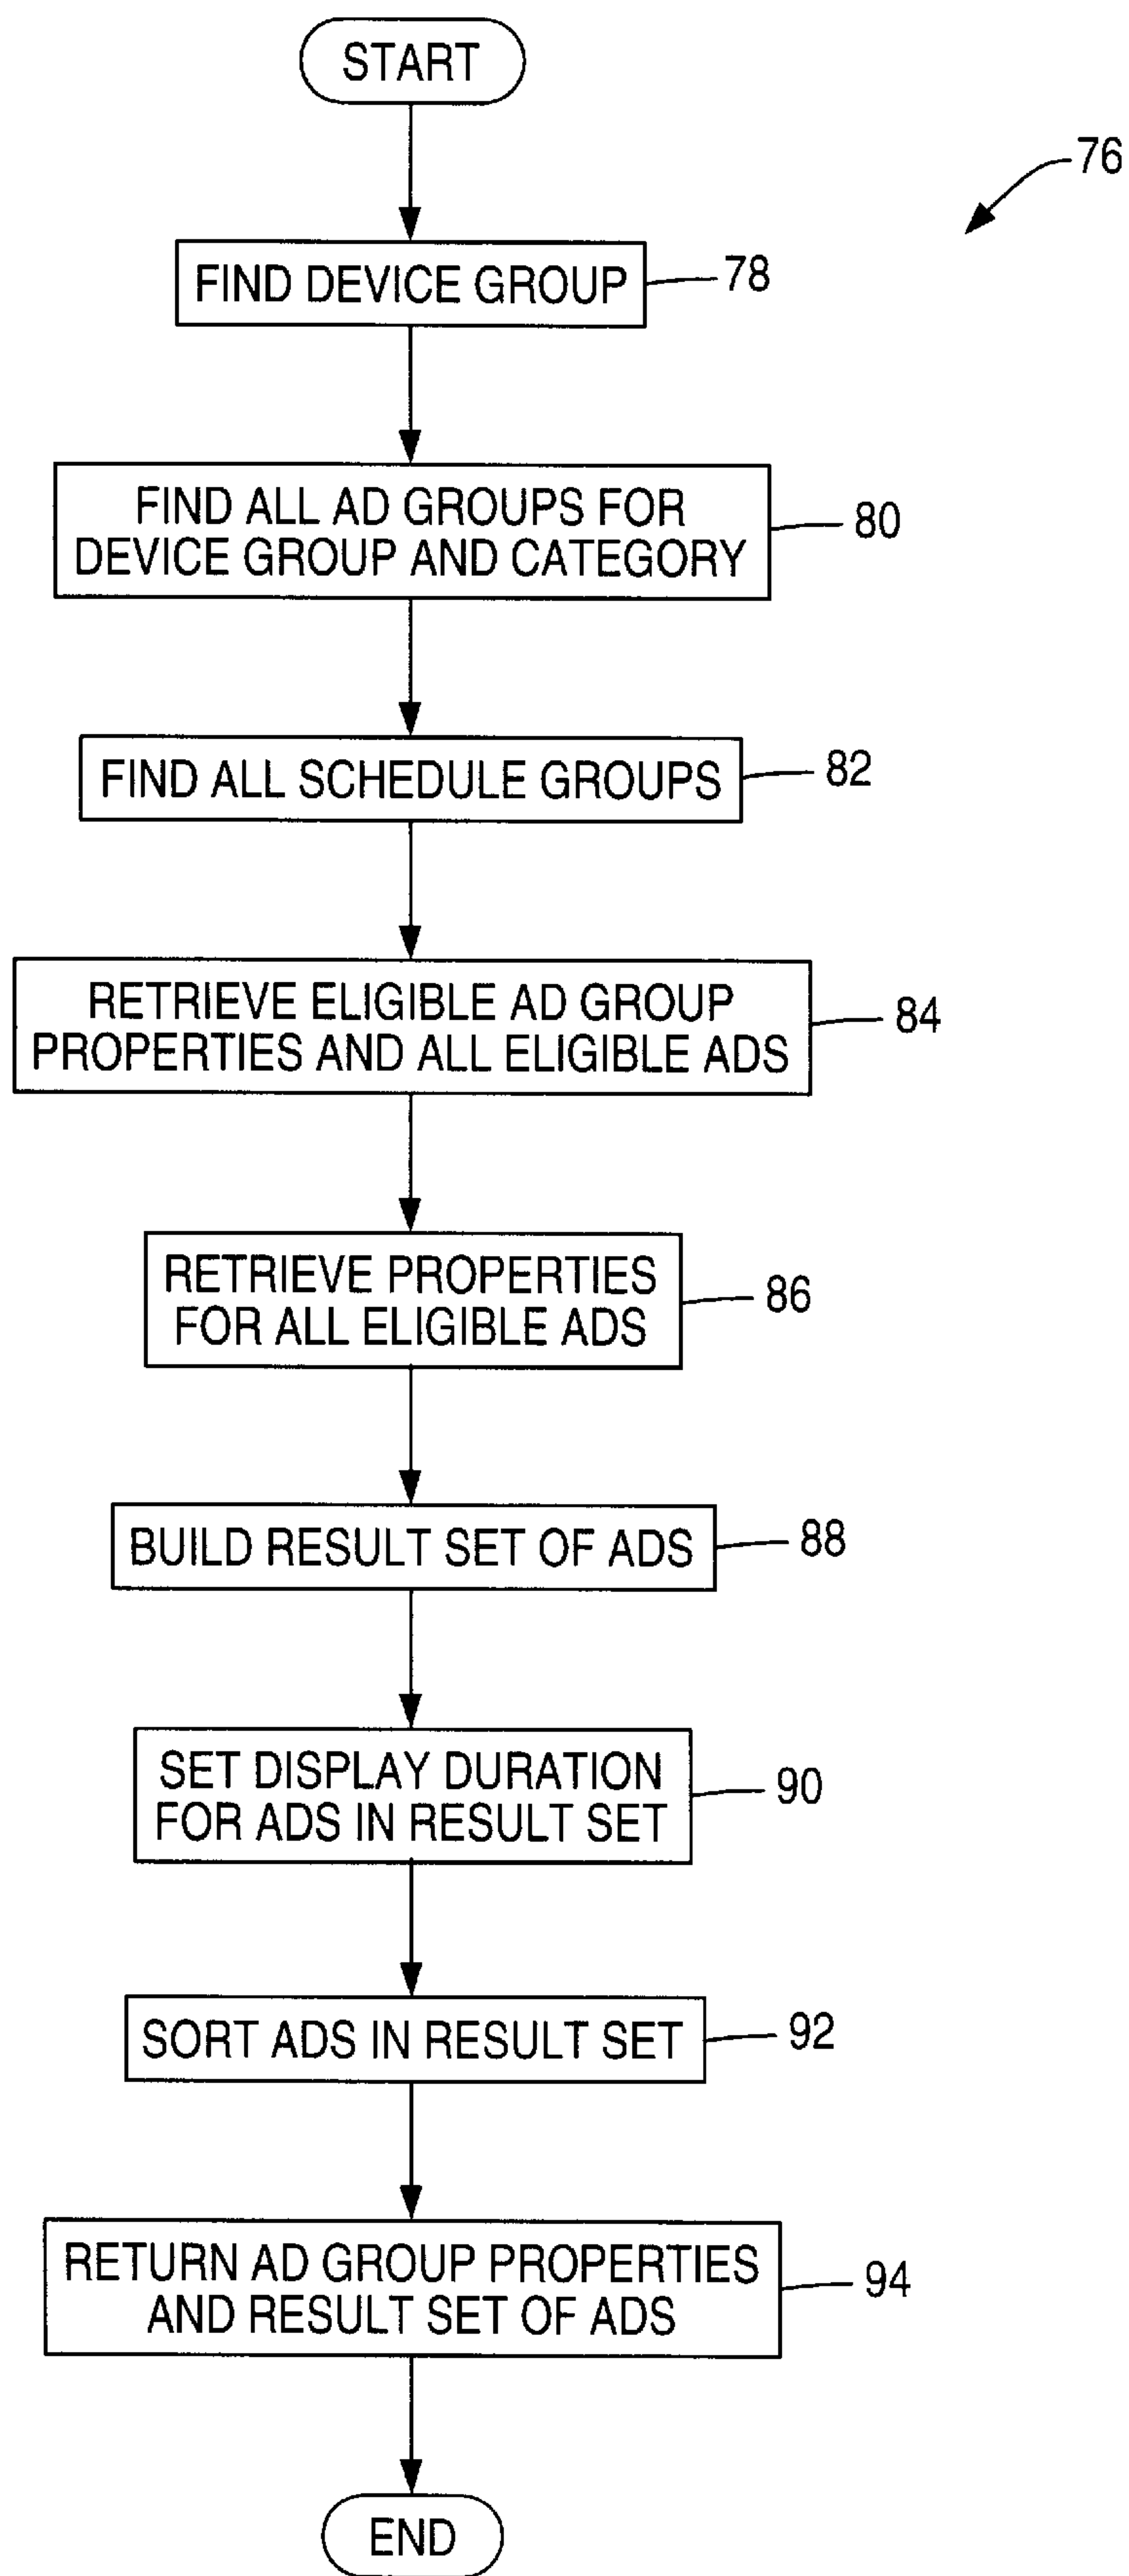 START
76
FIND DEVICE GROUP
78
FIND ALL AD GROUPS FOR
DEVICE GROUP AND CATEGORY
80
FIND ALL SCHEDULE GROUPS
82
RETRIEVE ELIGIBLE AD GROUP
PROPERTIES AND ALL ELIGIBLE ADS
84
RETRIEVE PROPERTIES
FOR ALL ELIGIBLE ADS
86
BUILD RESULT SET OF ADS
88
SET DISPLAY DURATION
FOR ADS IN RESULT SET
90
SORT ADS IN RESULT SET
92
RETURN AD GROUP PROPERTIES
AND RESULT SET OF ADS
94
END